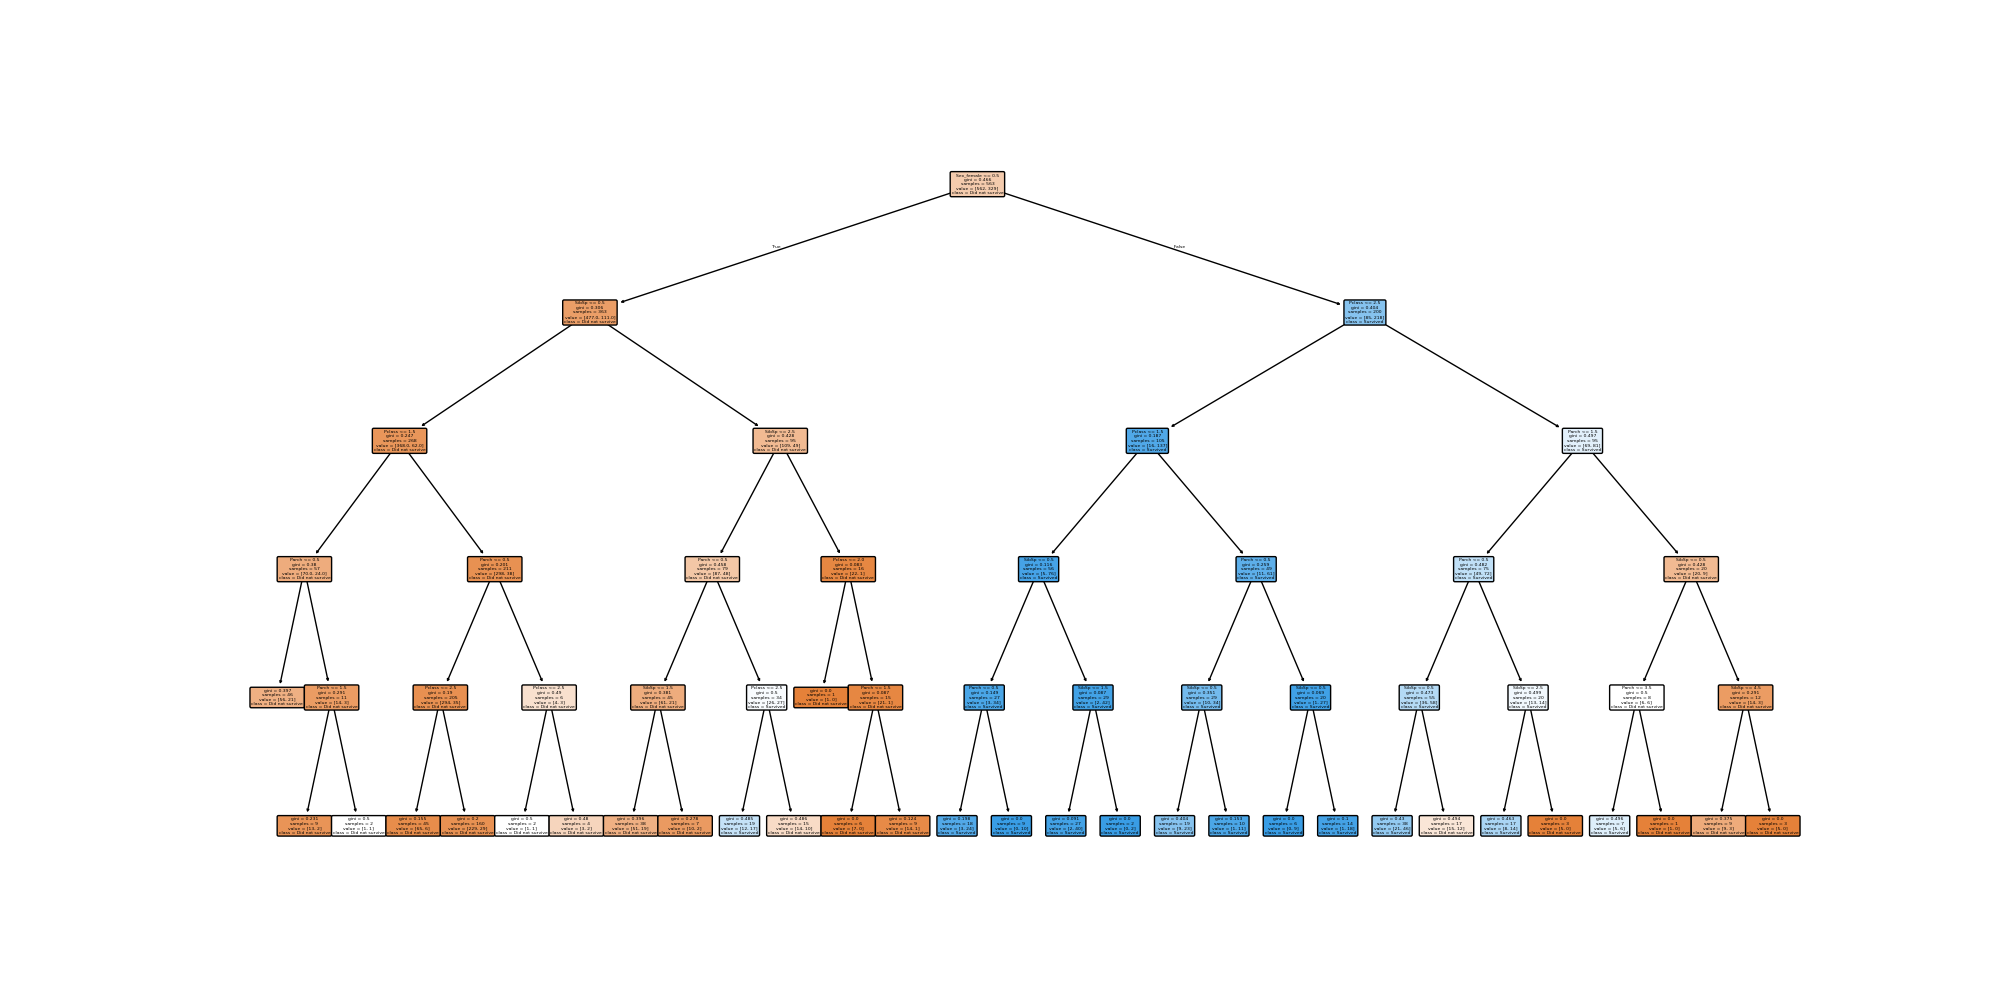 Sex_female <= 0.5
gini = 0.466
samples = 563
value = [562, 329]
class = Did not survive
True
False
SibSp <= 0.5
gini = 0.306
samples = 363
value = [477.0, 111.0]
class = Did not survive
Pclass <= 2.5
gini = 0.404
samples = 200
value = [85, 218]
class = Survived
Pclass <= 1.5
gini = 0.247
samples = 268
value = [368.0, 62.0]
class = Did not survive
SibSp <= 2.5
gini = 0.428
samples = 95
value = [109, 49]
class = Did not survive
Pclass <= 1.5
gini = 0.187
samples = 105
value = [16, 137]
class = Survived
Parch <= 1.5
gini = 0.497
samples = 95
value = [69, 81]
class = Survived
Parch <= 0.5
gini = 0.38
samples = 57
value = [70.0, 24.0]
class = Did not survive
Parch <= 0.5
gini = 0.201
samples = 211
value = [298, 38]
class = Did not survive
Parch <= 0.5
gini = 0.458
samples = 79
value = [87, 48]
class = Did not survive
Pclass <= 2.0
gini = 0.083
samples = 16
value = [22, 1]
class = Did not survive
SibSp <= 0.5
gini = 0.116
samples = 56
value = [5, 76]
class = Survived
Parch <= 0.5
gini = 0.259
samples = 49
value = [11, 61]
class = Survived
Parch <= 0.5
gini = 0.482
samples = 75
value = [49, 72]
class = Survived
SibSp <= 0.5
gini = 0.428
samples = 20
value = [20, 9]
class = Did not survive
gini = 0.397
samples = 46
value = [56, 21]
class = Did not survive
Parch <= 1.5
gini = 0.291
samples = 11
value = [14, 3]
class = Did not survive
Pclass <= 2.5
gini = 0.19
samples = 205
value = [294, 35]
class = Did not survive
Pclass <= 2.5
gini = 0.49
samples = 6
value = [4, 3]
class = Did not survive
SibSp <= 1.5
gini = 0.381
samples = 45
value = [61, 21]
class = Did not survive
Pclass <= 2.5
gini = 0.5
samples = 34
value = [26, 27]
class = Survived
gini = 0.0
samples = 1
value = [1, 0]
class = Did not survive
Parch <= 1.5
gini = 0.087
samples = 15
value = [21, 1]
class = Did not survive
Parch <= 0.5
gini = 0.149
samples = 27
value = [3, 34]
class = Survived
SibSp <= 1.5
gini = 0.087
samples = 29
value = [2, 42]
class = Survived
SibSp <= 0.5
gini = 0.351
samples = 29
value = [10, 34]
class = Survived
SibSp <= 0.5
gini = 0.069
samples = 20
value = [1, 27]
class = Survived
SibSp <= 0.5
gini = 0.473
samples = 55
value = [36, 58]
class = Survived
SibSp <= 2.5
gini = 0.499
samples = 20
value = [13, 14]
class = Survived
Parch <= 3.5
gini = 0.5
samples = 8
value = [6, 6]
class = Did not survive
SibSp <= 4.5
gini = 0.291
samples = 12
value = [14, 3]
class = Did not survive
gini = 0.231
samples = 9
value = [13, 2]
class = Did not survive
gini = 0.5
samples = 2
value = [1, 1]
class = Did not survive
gini = 0.155
value = [65, 6]
class = Did not survive
gini = 0.2
value = [229, 29]
class = Did not survive
gini = 0.5
samples = 2
value = [1, 1]
class = Did not survive
gini = 0.48
samples = 4
value = [3, 2]
class = Did not survive
gini = 0.395
samples = 38
value = [51, 19]
class = Did not survive
gini = 0.278
samples = 7
value = [10, 2]
class = Did not survive
gini = 0.485
samples = 19
value = [12, 17]
class = Survived
gini = 0.486
samples = 15
value = [14, 10]
class = Did not survive
gini = 0.0
samples = 6
value = [7, 0]
class = Did not survive
gini = 0.124
samples = 9
value = [14, 1]
class = Did not survive
gini = 0.198
samples = 18
value = [3, 24]
class = Survived
gini = 0.0
samples = 9
value = [0, 10]
class = Survived
gini = 0.091
samples = 27
value = [2, 40]
class = Survived
gini = 0.0
samples = 2
value = [0, 2]
class = Survived
gini = 0.404
samples = 19
value = [9, 23]
class = Survived
gini = 0.153
samples = 10
value = [1, 11]
class = Survived
gini = 0.0
samples = 6
value = [0, 9]
class = Survived
gini = 0.1
samples = 14
value = [1, 18]
class = Survived
gini = 0.43
samples = 38
value = [21, 46]
class = Survived
gini = 0.494
samples = 17
value = [15, 12]
class = Did not survive
gini = 0.463
samples = 17
value = [8, 14]
class = Survived
gini = 0.0
samples = 3
value = [5, 0]
class = Did not survive
gini = 0.496
samples = 7
value = [5, 6]
class = Survived
gini = 0.0
samples = 1
value = [1, 0]
class = Did not survive
gini = 0.375
samples = 9
value = [9, 3]
class = Did not survive
gini = 0.0
samples = 3
value = [5, 0]
class = Did not survive